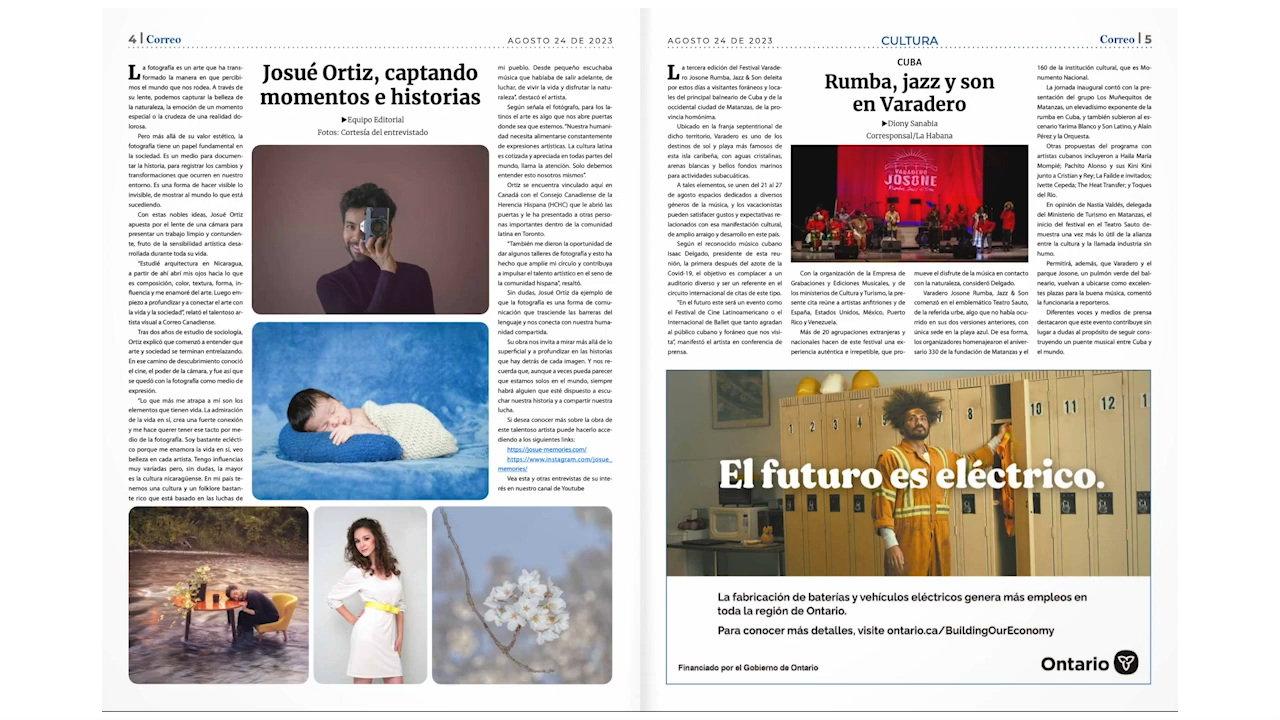 4 | Correo
AGOSTO 24 DE 2023
La fotografía es un arte que ha trans-
formado la manera en que percibi-
mos el mundo que nos rodea. A través de
su lente, podemos capturar la belleza de
la naturaleza, la emoción de un momento
especial o la crudeza de una realidad do-
lorosa.
Pero más allá de su valor estético, la
fotografía tiene un papel fundamental en
la sociedad. Es un medio para documen-
tar la historia, para registrar los cambios y
transformaciones que ocurren en nuestro
entorno. Es una forma de hacer visible lo
invisible, de mostrar al mundo lo que está
sucediendo.
Con estas nobles ideas, Josué Ortiz
apuesta por el lente de una cámara para
presentar un trabajo limpio y contunden-
te, fruto de la sensibilidad artística desa-
rrollada durante toda su vida.
"Estudié arquitectura en Nicaragua,
a partir de ahí abrí mis ojos hacia lo que
es composición, color, textura, forma, in-
fluencia y me enamoré del arte. Luego em-
piezo a profundizar y a conectar el arte con
la vida y la sociedad", relató el talentoso ar-
tista visual a Correo Canadiense.
Tras dos años de estudio de sociología,
Ortiz explicó que comenzó a entender que
arte y sociedad se terminan entrelazando.
En ese camino de descubrimiento conoció
el cine, el poder de la cámara, y fue así que
se quedó con la fotografía como medio de
expresión.
"Lo que más me atrapa a mí son los
elementos que tienen vida. La admiración
de la vida en sí, crea una fuerte conexión
y me hace querer tener ese tacto por me-
dio de la fotografía. Soy bastante eclécti-
co porque me enamora la vida en sí, veo
belleza en cada artista. Tengo influencias
muy variadas pero, sin dudas, la mayor
es la cultura nicaragüense. En mi país te-
nemos una cultura y un folklore bastan-
te rico que está basado en las luchas de
Josué Ortiz, captando
momentos e historias
▶Equipo Editorial
Fotos: Cortesía del entrevistado
mi pueblo. Desde pequeño escuchaba
música que hablaba de salir adelante, de
luchar, de vivir la vida y disfrutar la natu-
raleza", destacó el artista.
Según señala el fotógrafo, para los la-
tinos el arte es algo que nos abre puertas
donde sea que estemos. "Nuestra humani-
dad necesita alimentarse constantemente
de expresiones artísticas. La cultura latina
es cotizada y apreciada en todas partes del
mundo, llama la atención. Solo debemos
entender esto nosotros mismos".
Ortiz se encuentra vinculado aquí en
Canadá con el Consejo Canadiense de la
Herencia Hispana (HCHC) que le abrió las
puertas y le ha presentado a otras perso-
nas importantes dentro de la comunidad
latina en Toronto.
"También me dieron la oportunidad de
dar algunos talleres de fotografía y esto ha
hecho que amplíe mi círculo y contribuya
a impulsar el talento artístico en el seno de
la comunidad hispana", resaltó.
Sin dudas, Josué Ortiz da ejemplo de
que la fotografía es una forma de comu-
nicación que trasciende las barreras del
lenguaje y nos conecta con nuestra huma-
nidad compartida.
Su obra nos invita a mirar más allá de lo
superficial y a profundizar en las historias
que hay detrás de cada imagen. Y nos re-
cuerda que, aunque a veces pueda parecer
que estamos solos en el mundo, siempre
habrá alguien que esté dispuesto a escu-
char nuestra historia y a compartir nuestra
lucha.
Si desea conocer más sobre la obra de
este talentoso artista puede hacerlo acce-
diendo a los siguientes links:
https://josue-memories.com/
https://www.instagram.com/josue_
memories/
Vea esta y otras entrevistas de su inte-
rés en nuestro canal de Youtube
AGOSTO 24 DE 2023
CULTURA
Correo | 5
La tercera edición del Festival Varade-
ro Josone Rumba, Jazz & Son deleita
por estos días a visitantes foráneos y loca-
les del principal balneario de Cuba y de la
occidental ciudad de Matanzas, de la pro-
vincia homónima.
Ubicado en la franja septentrional de
dicho territorio, Varadero es uno de los
destinos de sol y playa más famosos de
esta isla caribeña, con aguas cristalinas,
arenas blancas y bellos fondos marinos
para actividades subacuáticas.
A tales elementos, se unen del 21 al 27
de agosto espacios dedicados a diversos
géneros de la música, y los vacacionistas
pueden satisfacer gustos y expectativas re-
lacionados con esa manifestación cultural,
de amplio arraigo y desarrollo en este país.
Según el reconocido músico cubano
Isaac Delgado, presidente de esta reu-
nión, la primera después del azote de la
Covid-19, el objetivo es complacer a un
auditorio diverso y ser un referente en el
circuito internacional de citas de este tipo.
"En el futuro este será un evento como
el Festival de Cine Latinoamericano o el
Internacional de Ballet que tanto agradan
al público cubano y foráneo que nos visi-
ta", manifestó el artista en conferencia de
prensa.
CUBA
Rumba, jazz y son
en Varadero
▶Diony Sanabia
Corresponsal/La Habana
VARADERO
JOSONE
Con la organización de la Empresa de
Grabaciones y Ediciones Musicales, y de
los ministerios de Cultura y Turismo, la pre-
sente cita reúne a artistas anfitriones y de
España, Estados Unidos, México, Puerto
Rico y Venezuela.
Más de 20 agrupaciones extranjeras y
nacionales hacen de este festival una ex-
periencia auténtica e irrepetible, que pro-
mueve el disfrute de la música en contacto
con la naturaleza, consideró Delgado.
Varadero Josone Rumba, Jazz & Son
comenzó en el emblemático Teatro Sauto,
de la referida urbe, algo que no había ocu-
rrido en sus dos versiones anteriores, con
única sede en la playa azul. De esa forma,
los organizadores homenajearon el aniver-
sario 330 de la fundación de Matanzas y el
160 de la institución cultural, que es Mo-
numento Nacional.
La jornada inaugural contó con la pre-
sentación del grupo Los Muñequitos de
Matanzas, un elevadísimo exponente de la
rumba en Cuba, y también subieron al es-
cenario Yarima Blanco y Son Latino, y Alain
Pérez y la Orquesta.
Otras propuestas del programa con
artistas cubanos incluyeron a Haila María
Mompié; Pachito Alonso y sus Kini Kini
junto a Cristian y Rey; La Failde e invitados;
Ivette Cepeda; The Heat Transfer; y Toques
del Río.
En opinión de Nastia Valdés, delegada
del Ministerio de Turismo en Matanzas, el
inicio del festival en el Teatro Sauto de-
muestra una vez más lo útil de la alianza
entre la cultura y la llamada industria sin
humo.
Permitirá, además, que Varadero y el
parque Josone, un pulmón verde del bal-
neario, vuelvan a ubicarse como excelen-
tes plazas para la buena música, comentó
la funcionaria a reporteros.
Diferentes voces y medios de prensa
destacaron que este evento contribuye sin
lugar a dudas al propósito de seguir cons-
truyendo un puente musical entre Cuba y
el mundo.
1 2 3 4 7 8 10 11 12 1
El futuro es eléctrico.
La fabricación de baterías y vehículos eléctricos genera más empleos en
toda la región de Ontario.
Para conocer más detalles, visite ontario.ca/BuildingOurEconomy
Financiado por el Gobierno de Ontario
Ontario